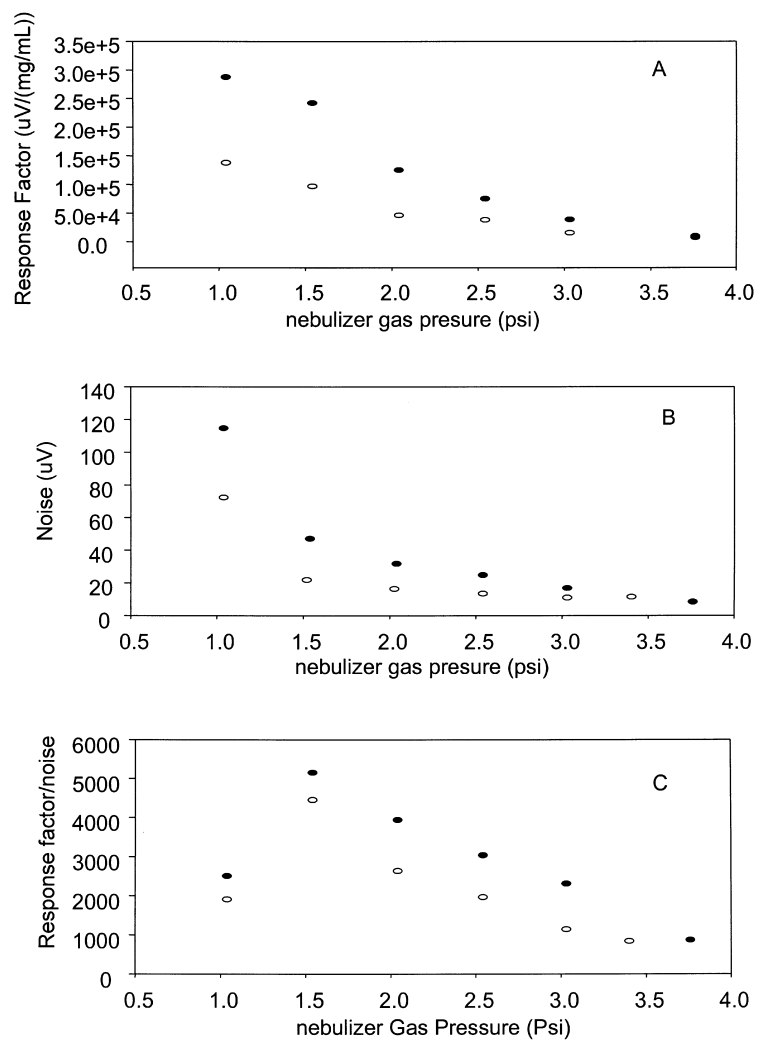 Response Factor (uV/(mg/mL))
3.5e+5
3.0e+5
2.5e+5
2.0e+5
1.5e+5
1.0e+5
5.0e+4
0.0
A
0.5 1.0 1.5 2.0 2.5 3.0 3.5 4.0
nebulizer gas presure (psi)
Noise (uV)
140
120
100
80
60
40
20
0
B
0.5 1.0 1.5 2.0 2.5 3.0 3.5 4.0
nebulizer gas presure (psi)
Response factor/noise
6000
5000
4000
3000
2000
1000
0
C
0.5 1.0 1.5 2.0 2.5 3.0 3.5 4.0
nebulizer Gas Pressure (Psi)